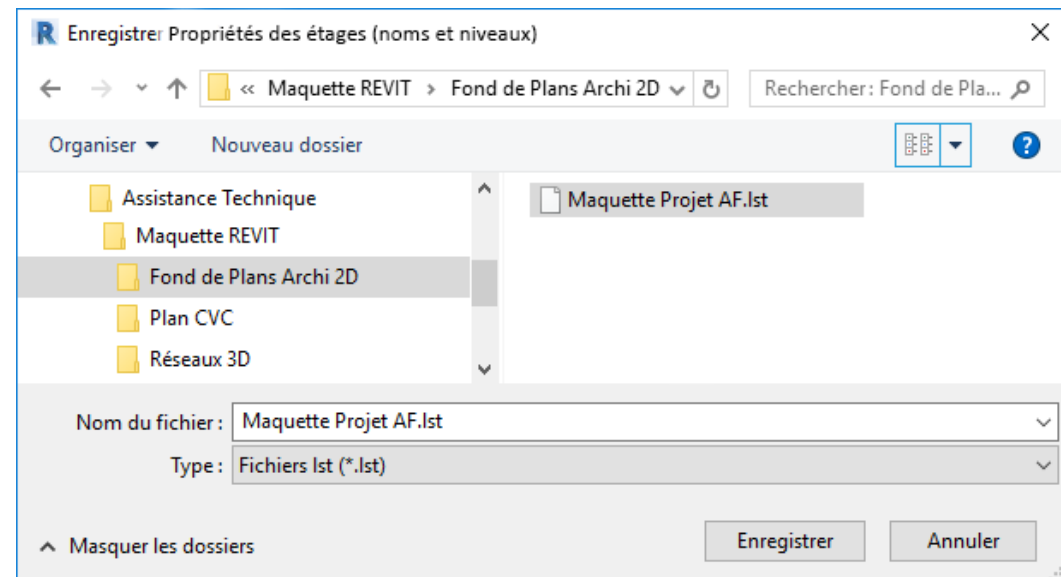 Enregistrer Propriétés des étages (noms et niveaux)
« Maquette REVIT › Fond de Plans Archi 2D
Rechercher: Fond de Pla...
Organiser
Nouveau dossier
?
Assistance Technique
Maquette REVIT
Fond de Plans Archi 2D
Plan CVC
Réseaux 3D
Maquette Projet AF.lst
Nom du fichier : Maquette Projet AF.lst
Type : Fichiers lst (*.lst)
Masquer les dossiers
Enregistrer
Annuler